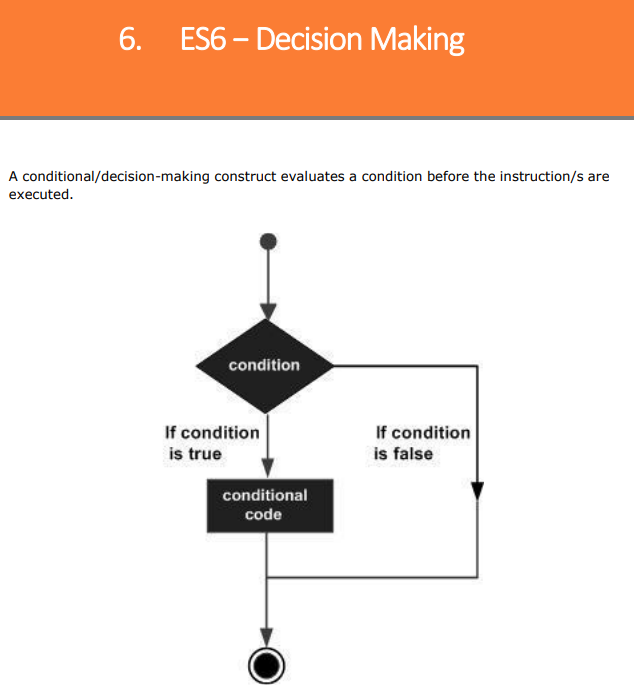 6. ES6 – Decision Making
A conditional/decision-making construct evaluates a condition before the instruction/s are
executed.
condition
If condition
is true
If condition
is false
conditional
code